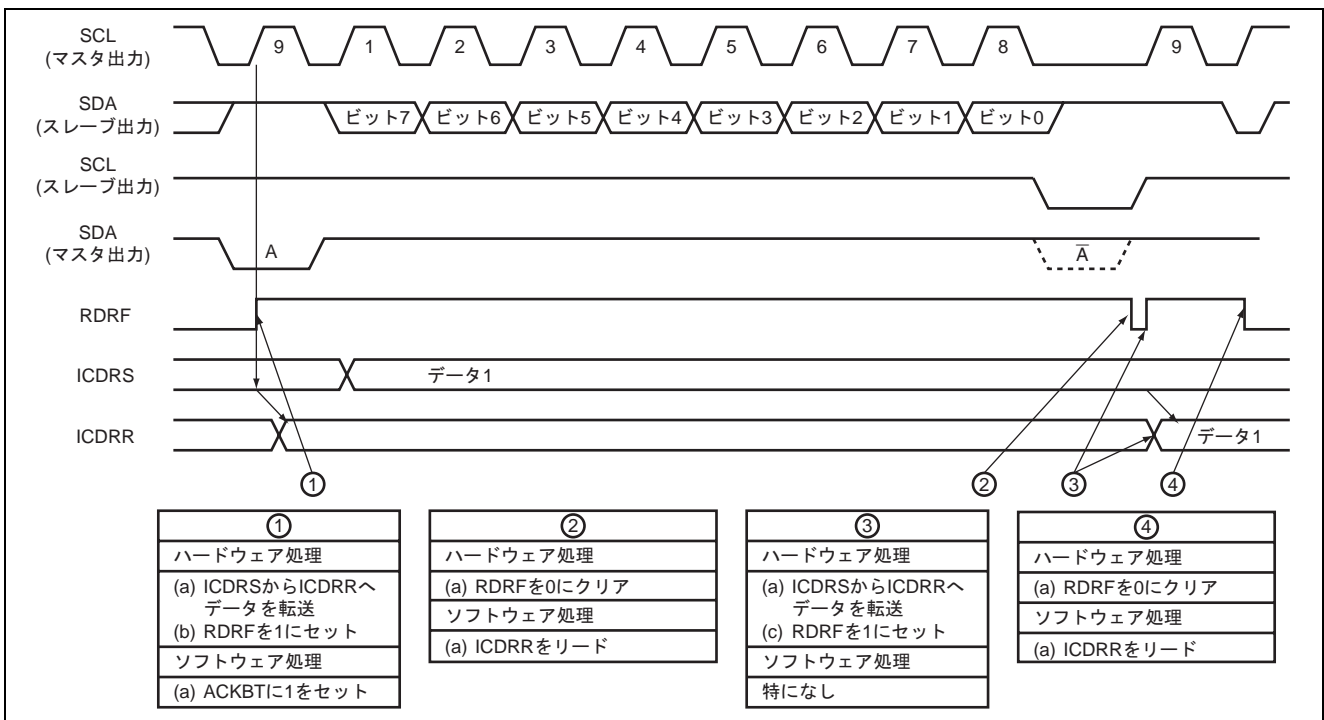 SCL
(マスタ出力)
9 1 2 3 4 5 6 7 8 9
SDA
(スレーブ出力)
ビット7 ビット6 ビット5 ビット4 ビット3 ビット2 ビット1 ビット0
SCL
(スレーブ出力)
SDA
(マスタ出力)
A A̅
RDRF
ICDRS
データ1
ICDRR
データ1
① ② ③ ④
①
ハードウェア処理
(a) ICDRSからICDRRへ
データを転送
(b) RDRFを1にセット
ソフトウェア処理
(a) ACKBTに1をセット
②
ハードウェア処理
(a) RDRFを0にクリア
ソフトウェア処理
(a) ICDRRをリード
③
ハードウェア処理
(a) ICDRSからICDRRへ
データを転送
(c) RDRFを1にセット
ソフトウェア処理
特になし
④
ハードウェア処理
(a) RDRFを0にクリア
ソフトウェア処理
(a) ICDRRをリード